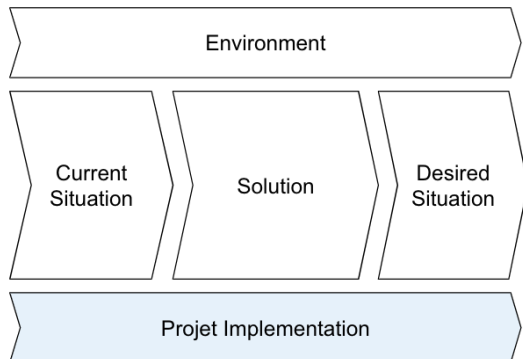 Environment
Current
Situation
Solution
Desired
Situation
Projet Implementation